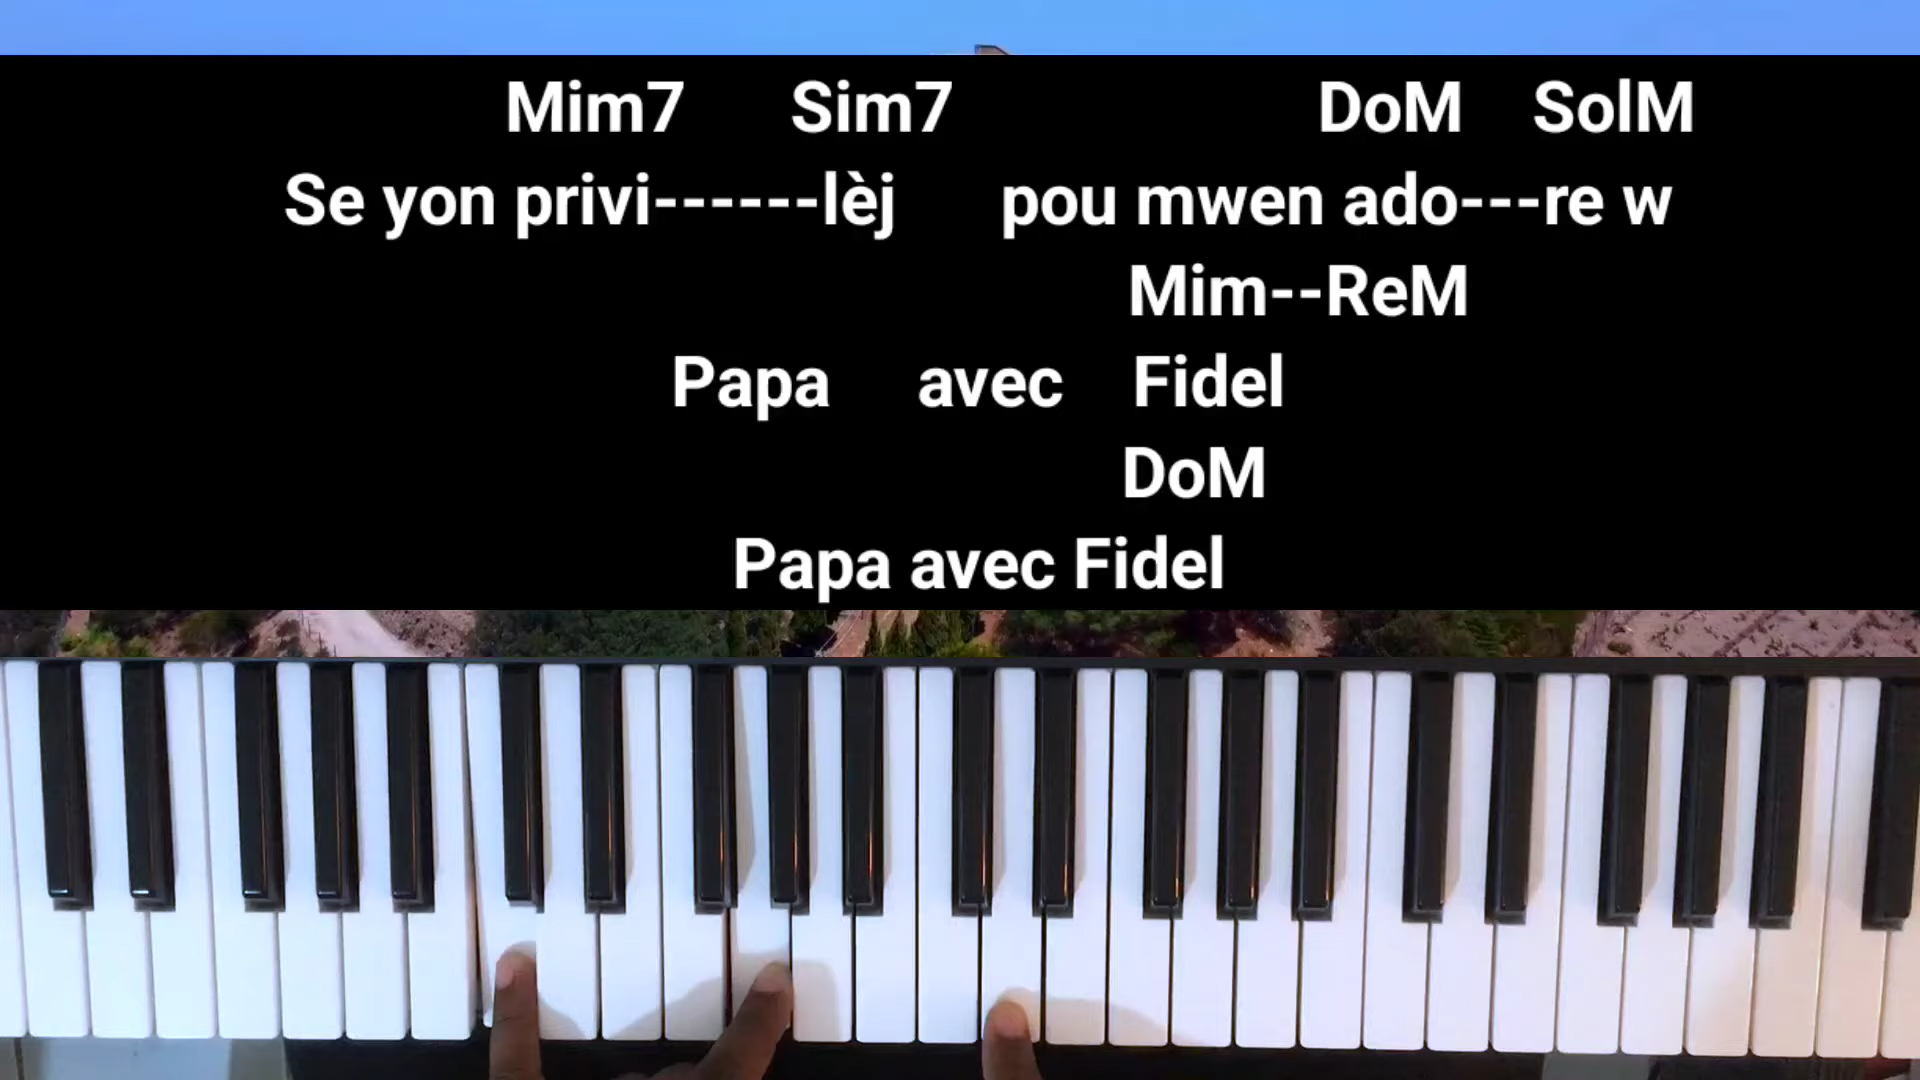 Mim7 Sim7 DoM SolM
Se yon privi------lèj pou mwen ado---re w
Mim--ReM
Papa avec Fidel
DoM
Papa avec Fidel